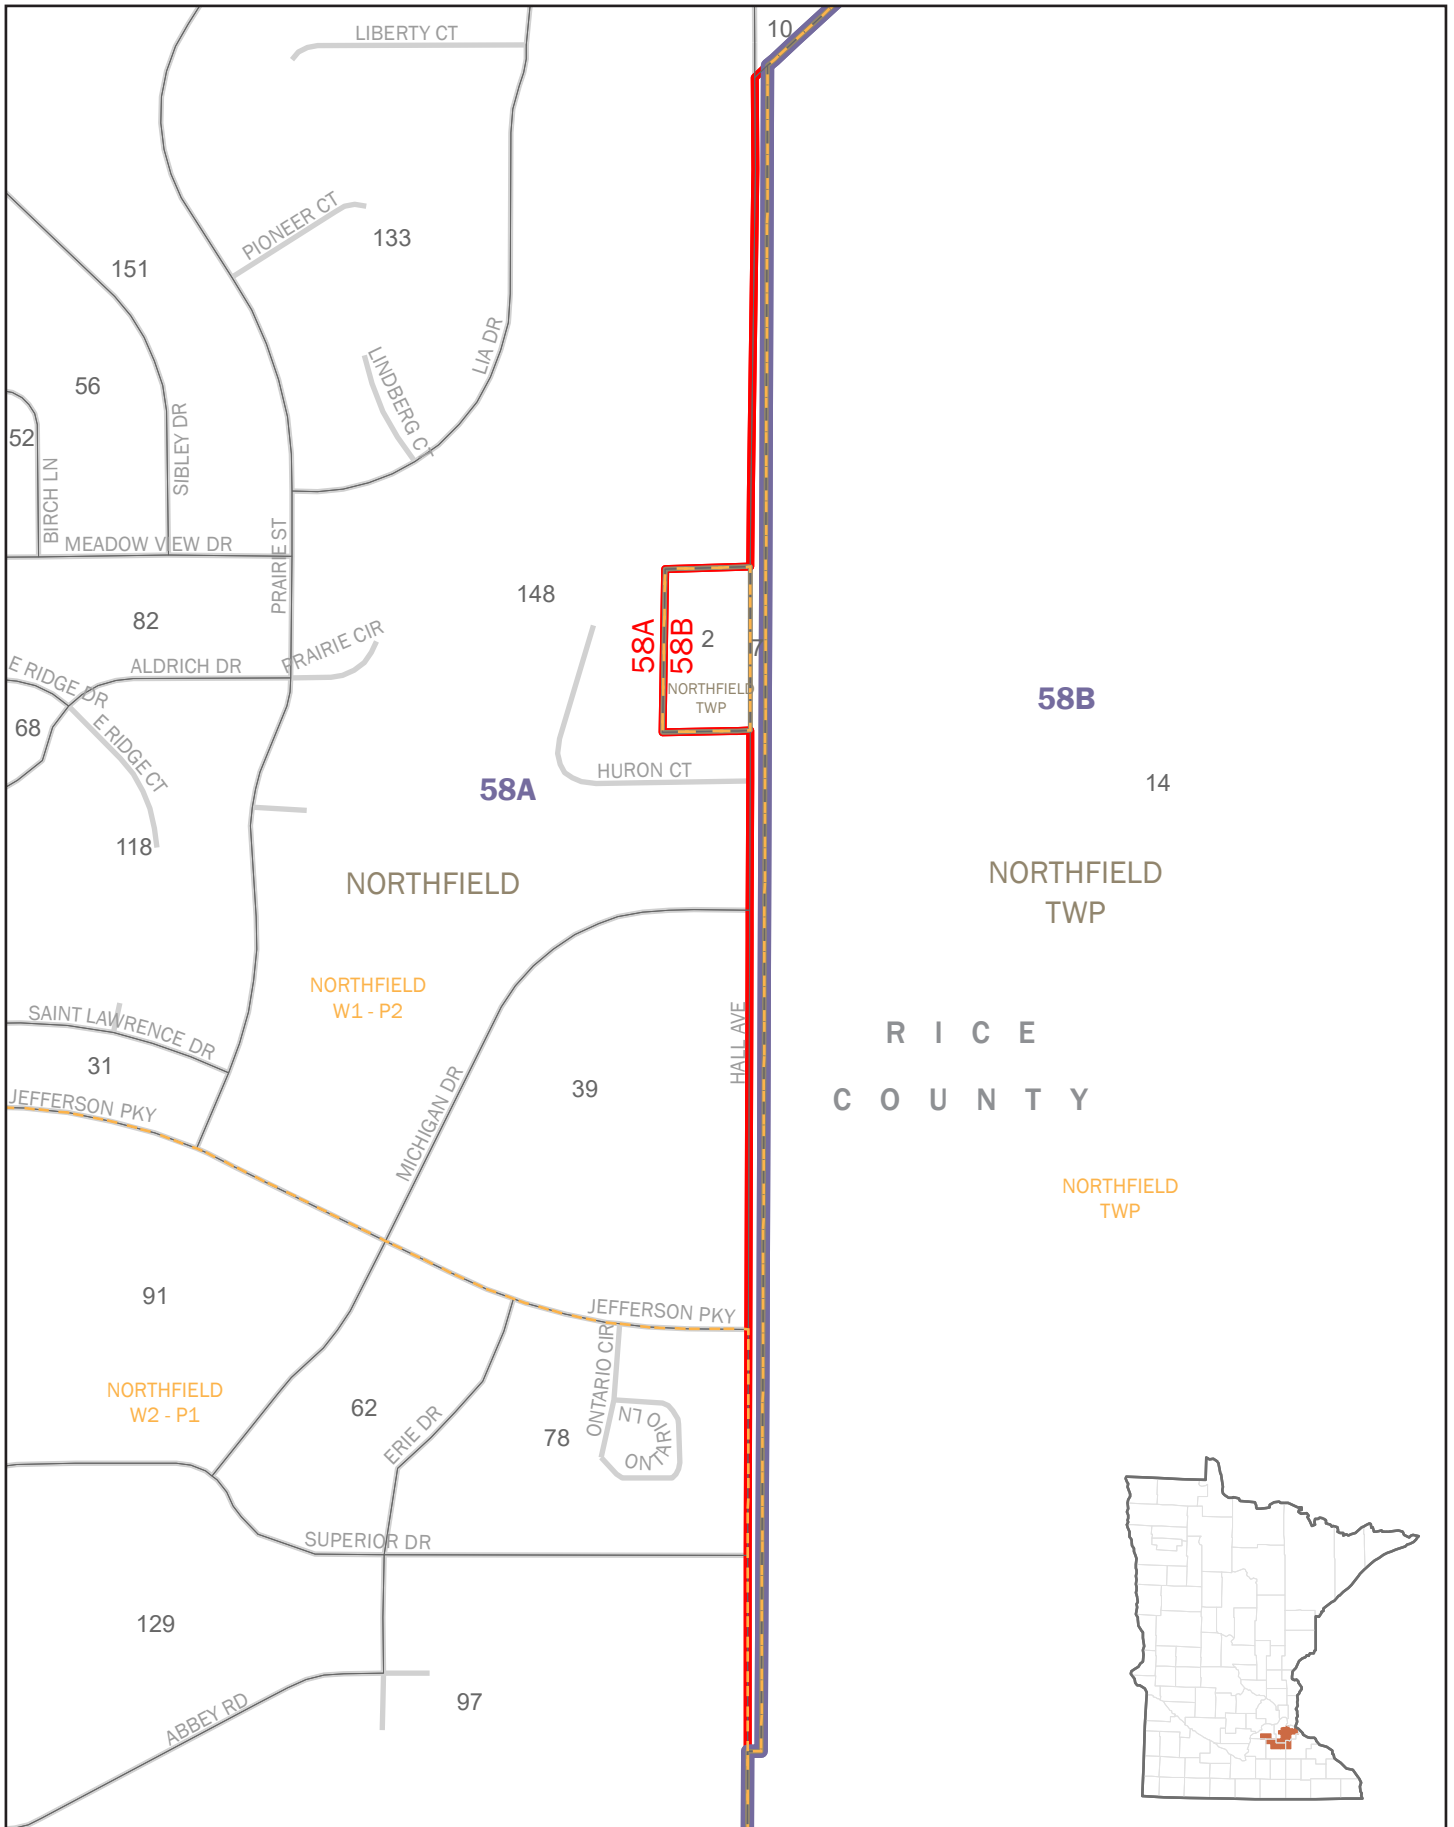 10
LIBERTY CT
PIONEER CT
133
151
LIA DR
LINDBERG CT
56
52
SIBLEY DR
BIRCH LN
MEADOW VIEW DR
PRAIRIE ST
148
82
58A
58B
2
7
PRAIRIE CIR
ALDRICH DR
E RIDGE DR
NORTHFIELD
TWP
58B
68
E RIDGE CT
HURON CT
58A
14
118
NORTHFIELD
NORTHFIELD
TWP
NORTHFIELD
W1 - P2
SAINT LAWRENCE DR
HALL AVE
RICE
COUNTY
31
39
JEFFERSON PKY
MICHIGAN DR
NORTHFIELD
TWP
91
JEFFERSON PKY
ONTARIO CIR
NORTHFIELD
W2 - P1
62
ERIE DR
78
ONTARIO LN
SUPERIOR DR
129
97
ABBEY RD